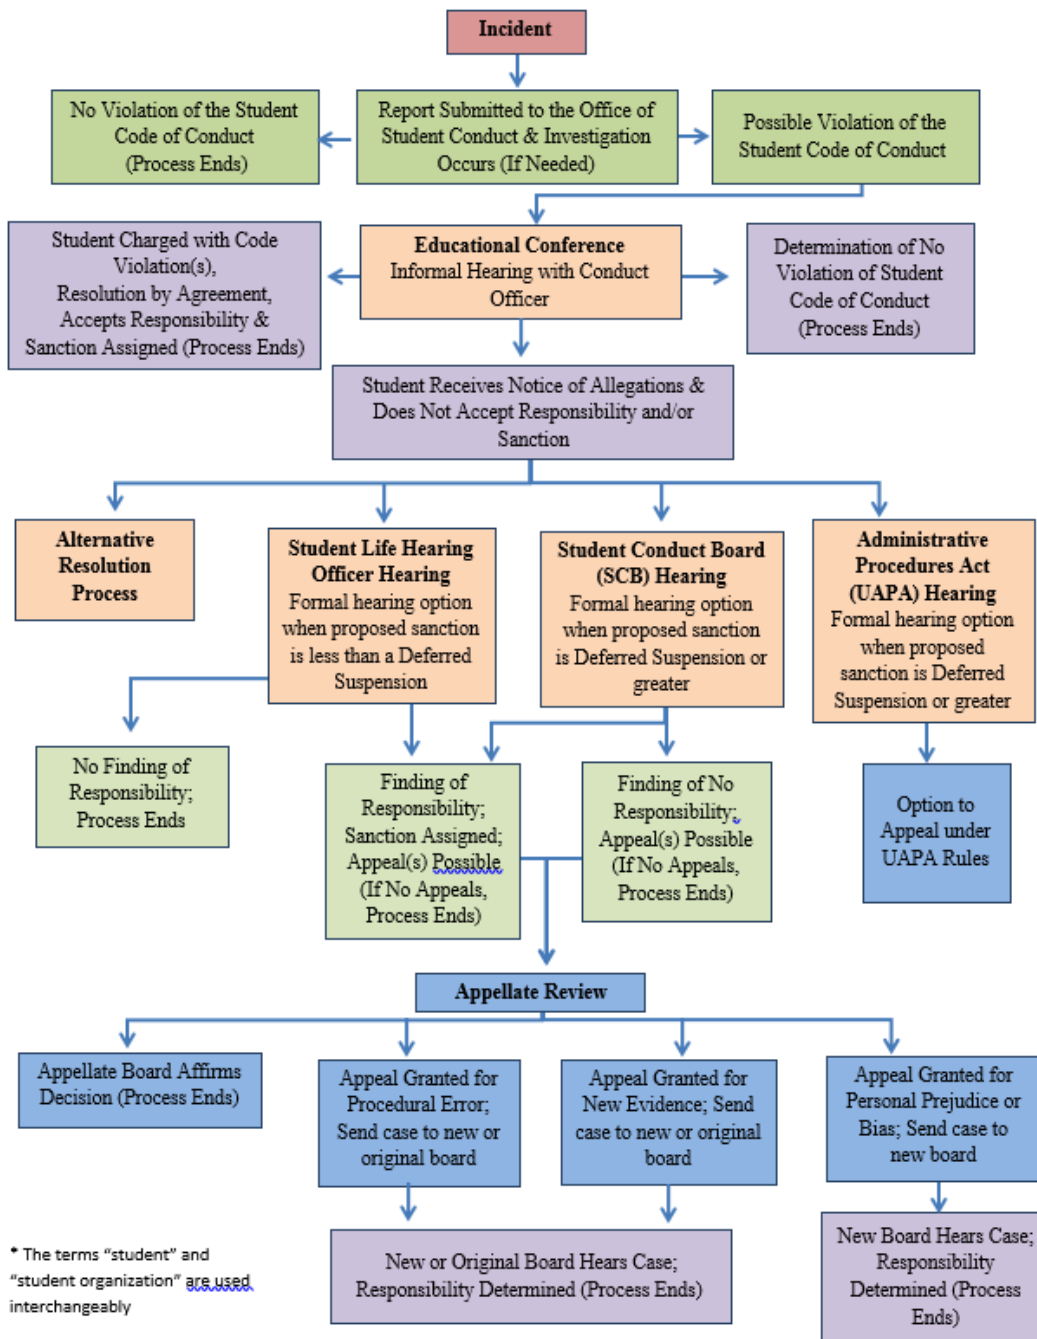 Incident
No Violation of the Student
Code of Conduct
(Process Ends)
Report Submitted to the Office of
Student Conduct & Investigation
Occurs (If Needed)
Possible Violation of the
Student Code of Conduct
Student Charged with Code
Violation(s),
Resolution by Agreement,
Accepts Responsibility &
Sanction Assigned (Process Ends)
Educational Conference
Informal Hearing with Conduct
Officer
Determination of No
Violation of Student
Code of Conduct
(Process Ends)
Student Receives Notice of Allegations &
Does Not Accept Responsibility and/or
Sanction
Alternative
Resolution
Process
Student Life Hearing
Officer Hearing
Formal hearing option
when proposed sanction
is less than a Deferred
Suspension
Student Conduct Board
(SCB) Hearing
Formal hearing option
when proposed sanction
is Deferred Suspension or
greater
Administrative
Procedures Act
(UAPA) Hearing
Formal hearing option
when proposed
sanction is Deferred
Suspension or greater
No Finding of
Responsibility;
Process Ends
Finding of
Responsibility;
Sanction Assigned;
Appeal(s) Possible
(If No Appeals,
Process Ends)
Finding of No
Responsibility;
Appeal(s) Possible
(If No Appeals,
Process Ends)
Option to
Appeal under
UAPA Rules
Appellate Review
Appellate Board Affirms
Decision (Process Ends)
Appeal Granted for
Procedural Error;
Send case to new or
original board
Appeal Granted for
New Evidence; Send
case to new or original
board
Appeal Granted for
Personal Prejudice or
Bias; Send case to
new board
New or Original Board Hears Case;
Responsibility Determined (Process Ends)
New Board Hears Case;
Responsibility
Determined (Process
Ends)
* The terms “student” and
“student organization” are used
interchangeably